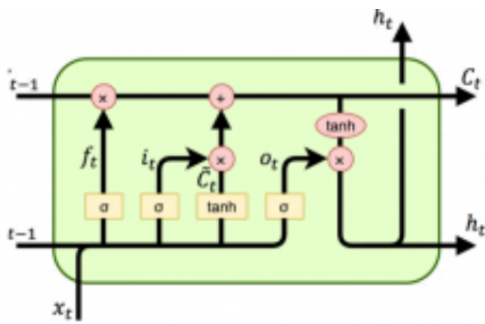 h_t
t-1 × + C_t
tanh
f_t i_t × o_t ×
C̃_t
σ σ tanh σ
t-1 h_t
x_t